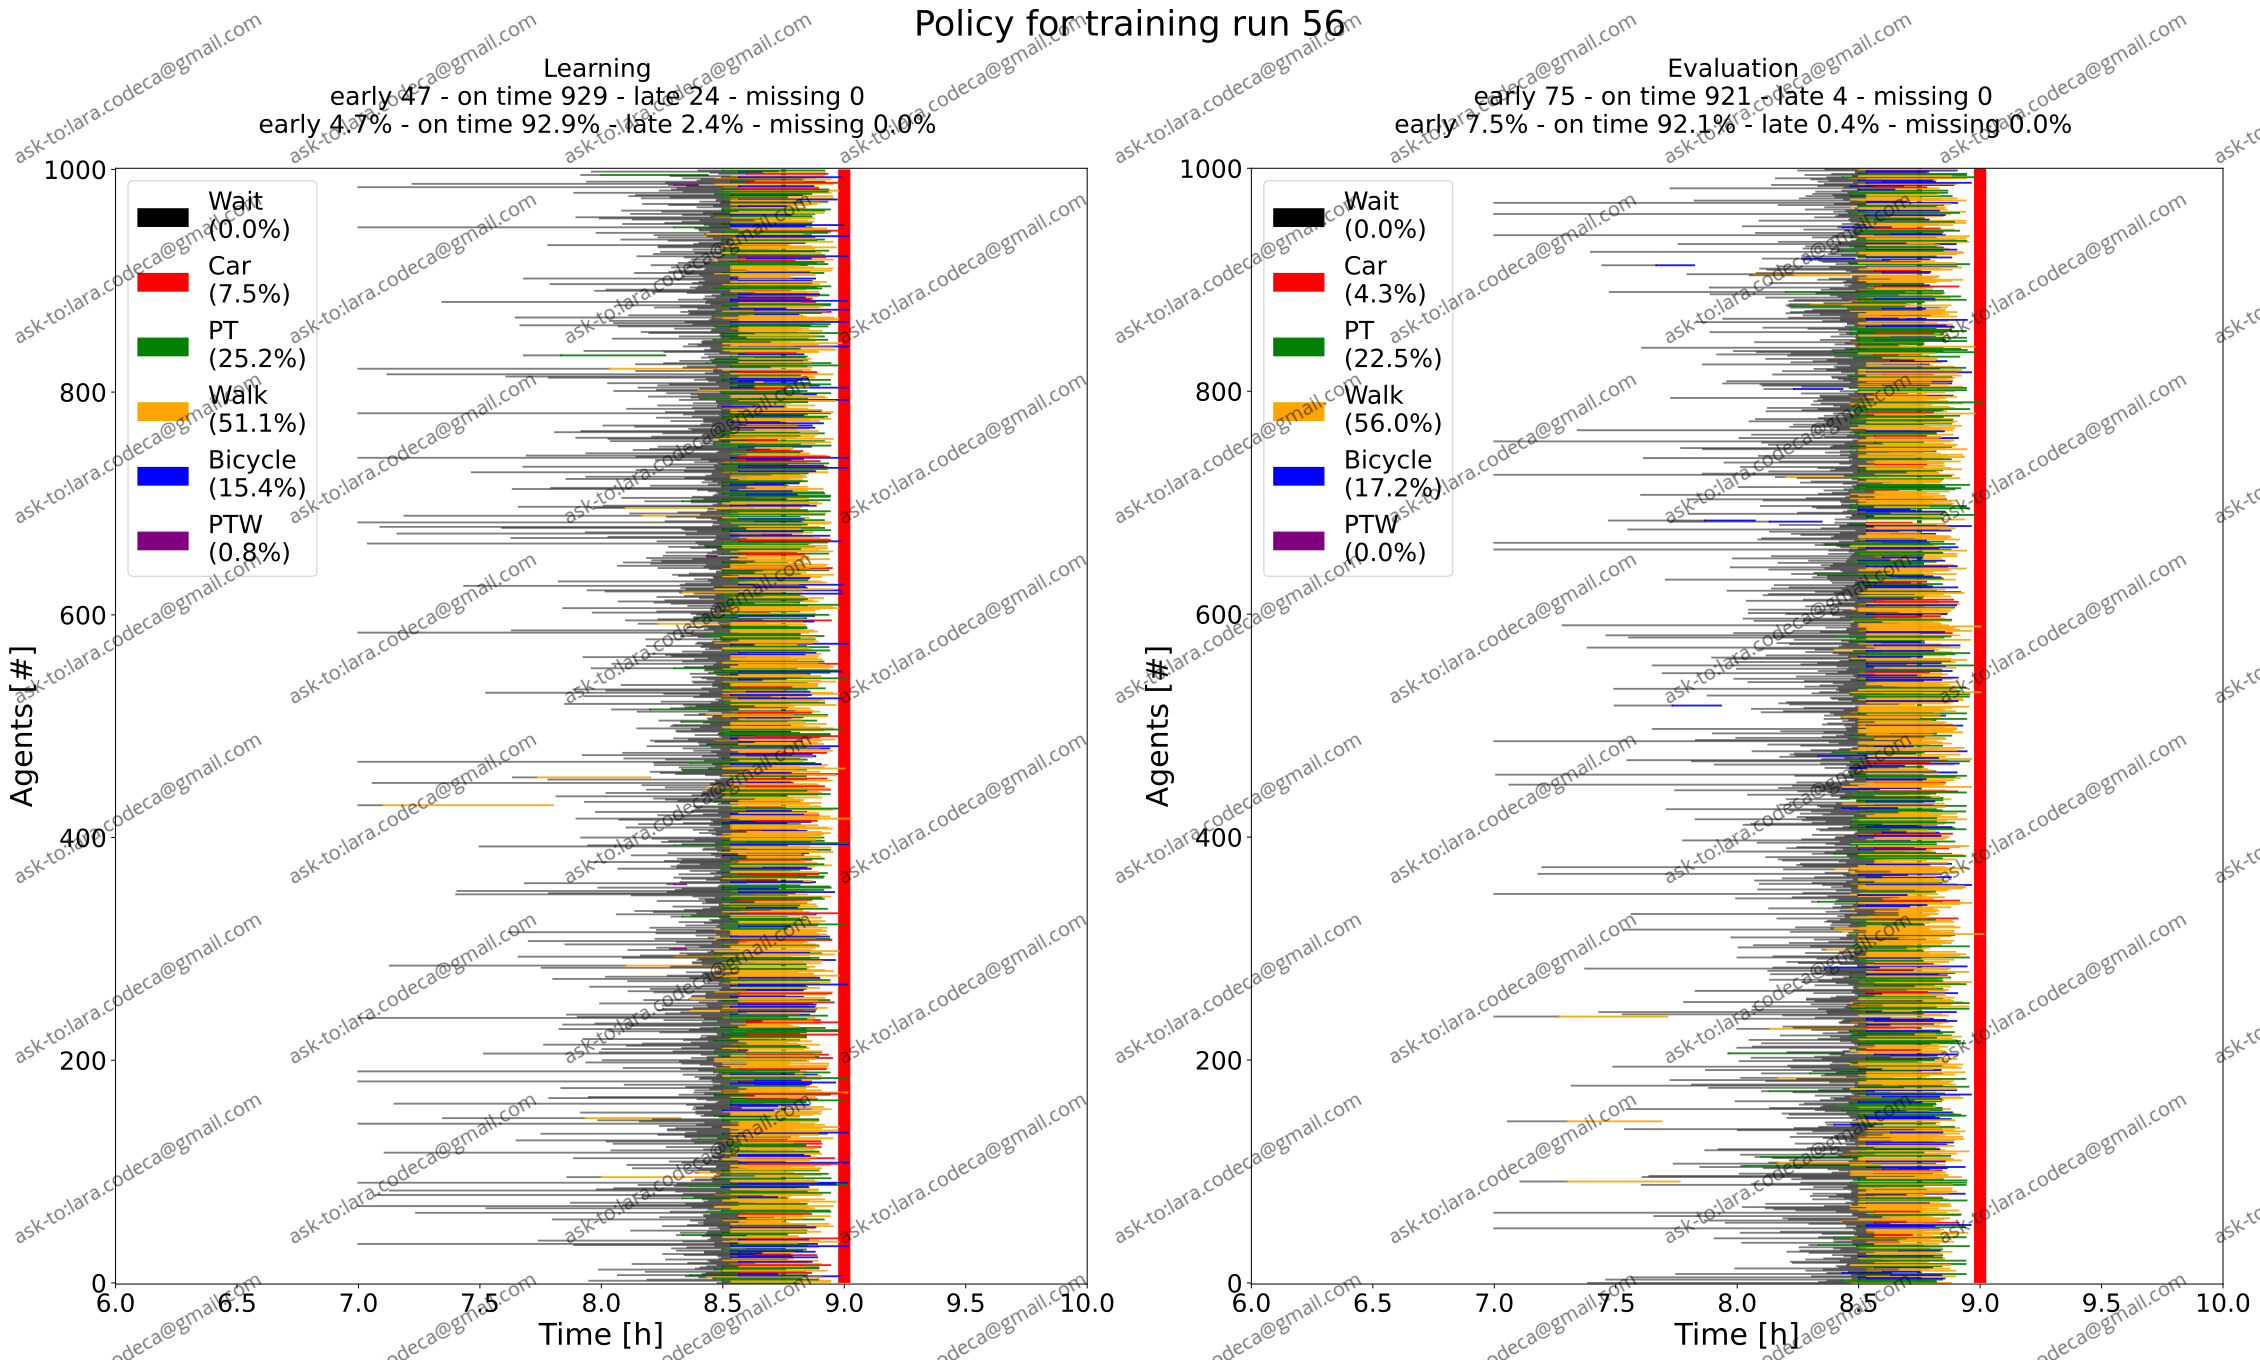 Policy for training run 56
Learning
early 47 - on time 929 - late 24 - missing 0
early 4.7% - on time 92.9% - late 2.4% - missing 0.0%
Evaluation
early 75 - on time 921 - late 4 - missing 0
early 7.5% - on time 92.1% - late 0.4% - missing 0.0%
Agents [#]
1000
800
600
400
200
0
Wait
(0.0%)
Car
(7.5%)
PT
(25.2%)
Walk
(51.1%)
Bicycle
(15.4%)
PTW
(0.8%)
6.0 6.5 7.0 7.5 8.0 8.5 9.0 9.5 10.0
Time [h]
Agents [#]
1000
800
600
400
200
0
Wait
(0.0%)
Car
(4.3%)
PT
(22.5%)
Walk
(56.0%)
Bicycle
(17.2%)
PTW
(0.0%)
6.0 6.5 7.0 7.5 8.0 8.5 9.0 9.5 10.0
Time [h]
ask-to:lara.codeca@gmail.com